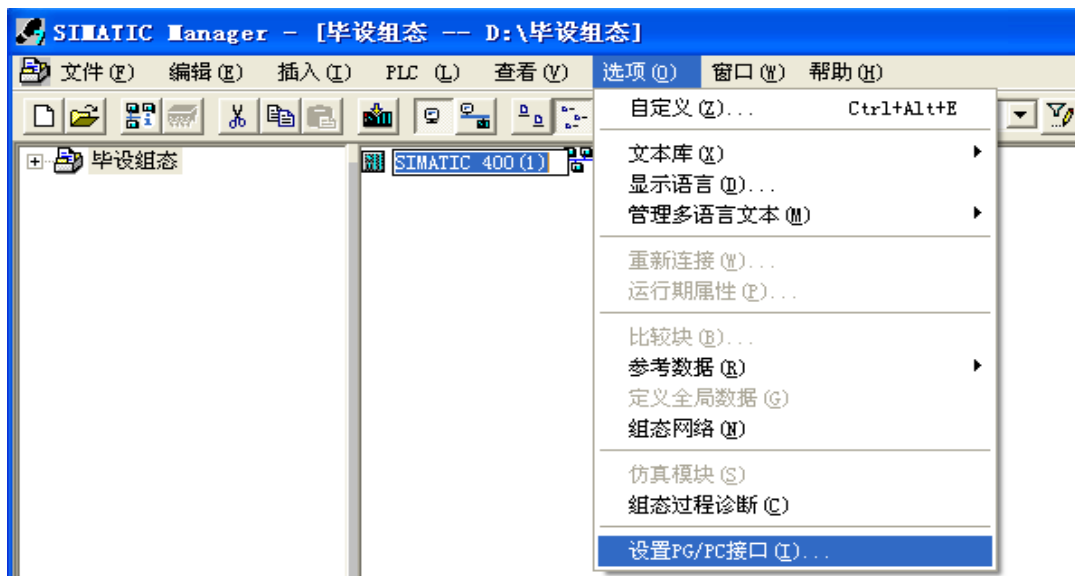 SIMATIC Manager - [毕设组态 -- D:\毕设组态]
文件(F) 编辑(E) 插入(I) PLC (L) 查看(V) 选项(O) 窗口(W) 帮助(H)
自定义(Z)... Ctrl+Alt+E
毕设组态
SIMATIC 400(1)
文本库(X)
显示语言(D)...
管理多语言文本(M)
重新连接(W)...
运行期属性(P)...
比较块(B)...
参考数据(R)
定义全局数据(G)
组态网络(N)
仿真模块(S)
组态过程诊断(C)
设置PG/PC接口(I)...